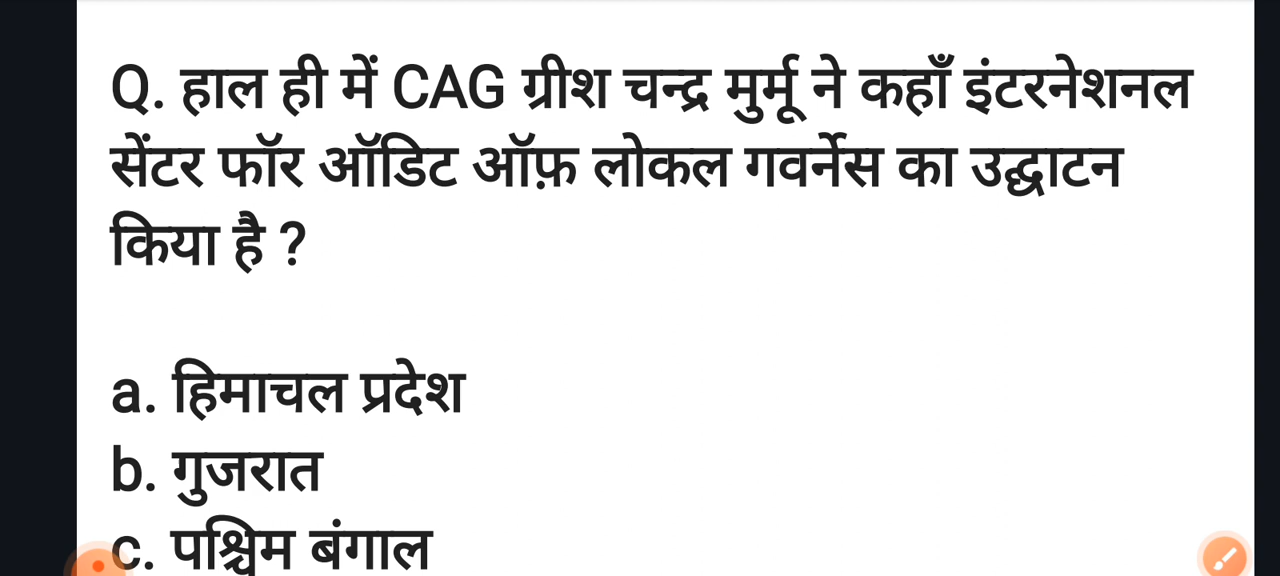 Q. हाल ही में CAG ग्रीश चन्द्र मुर्मू ने कहाँ इंटरनेशनल
सेंटर फॉर ऑडिट ऑफ़ लोकल गवर्नेस का उद्घाटन
किया है ?
a. हिमाचल प्रदेश
b. गुजरात
c. पश्चिम बंगाल